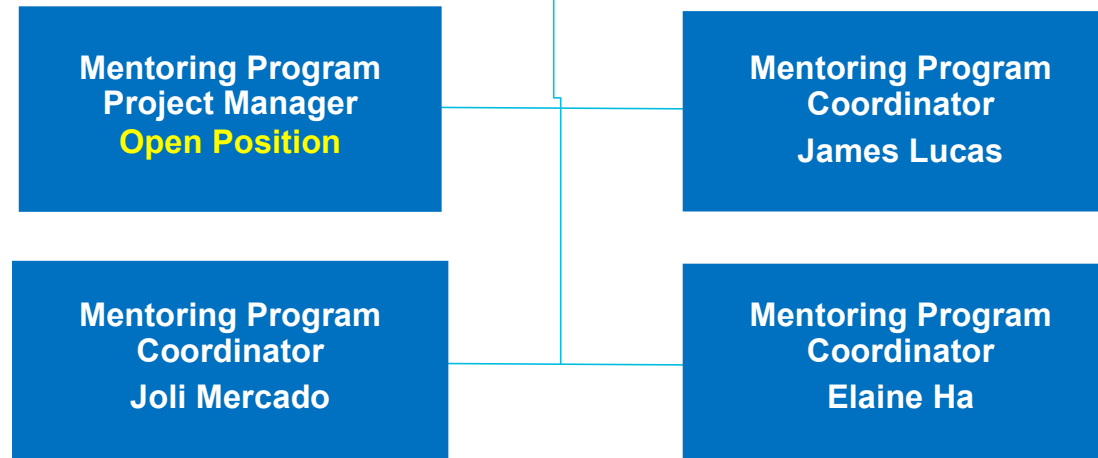 Mentoring Program
Project Manager
Open Position
Mentoring Program
Coordinator
James Lucas
Mentoring Program
Coordinator
Joli Mercado
Mentoring Program
Coordinator
Elaine Ha